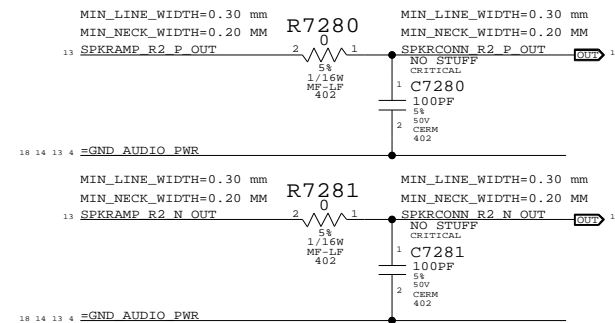 MIN_LINE_WIDTH=0.30 mm
MIN_NECK_WIDTH=0.20 MM
13 SPKRAMP_R2_P_OUT
R7280
0
2 1
5%
1/16W
MF-LF
402
MIN_LINE_WIDTH=0.30 mm
MIN_NECK_WIDTH=0.20 MM
SPKRCONN_R2_P_OUT
OUT 1
NO STUFF
CRITICAL
1 C7280
100PF
5%
50V
2 CERM
402
18 14 13 4 =GND_AUDIO_PWR
MIN_LINE_WIDTH=0.30 mm
MIN_NECK_WIDTH=0.20 MM
13 SPKRAMP_R2_N_OUT
R7281
0
2 1
5%
1/16W
MF-LF
402
MIN_LINE_WIDTH=0.30 mm
MIN_NECK_WIDTH=0.20 MM
SPKRCONN_R2_N_OUT
OUT 1
NO STUFF
CRITICAL
1 C7281
100PF
5%
50V
2 CERM
402
18 14 13 4 =GND_AUDIO_PWR